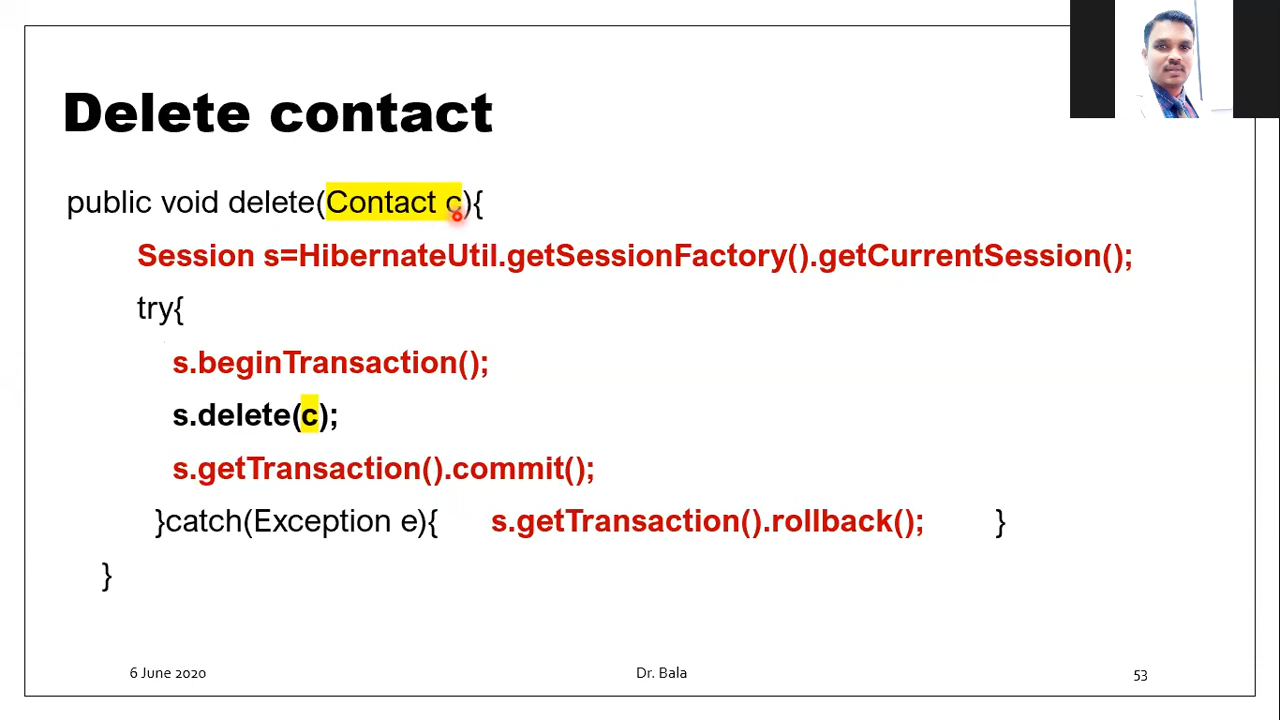 Delete contact
public void delete(Contact c){
Session s=HibernateUtil.getSessionFactory().getCurrentSession();
try{
s.beginTransaction();
s.delete(c);
s.getTransaction().commit();
}catch(Exception e){ s.getTransaction().rollback(); }
}
6 June 2020 Dr. Bala 53